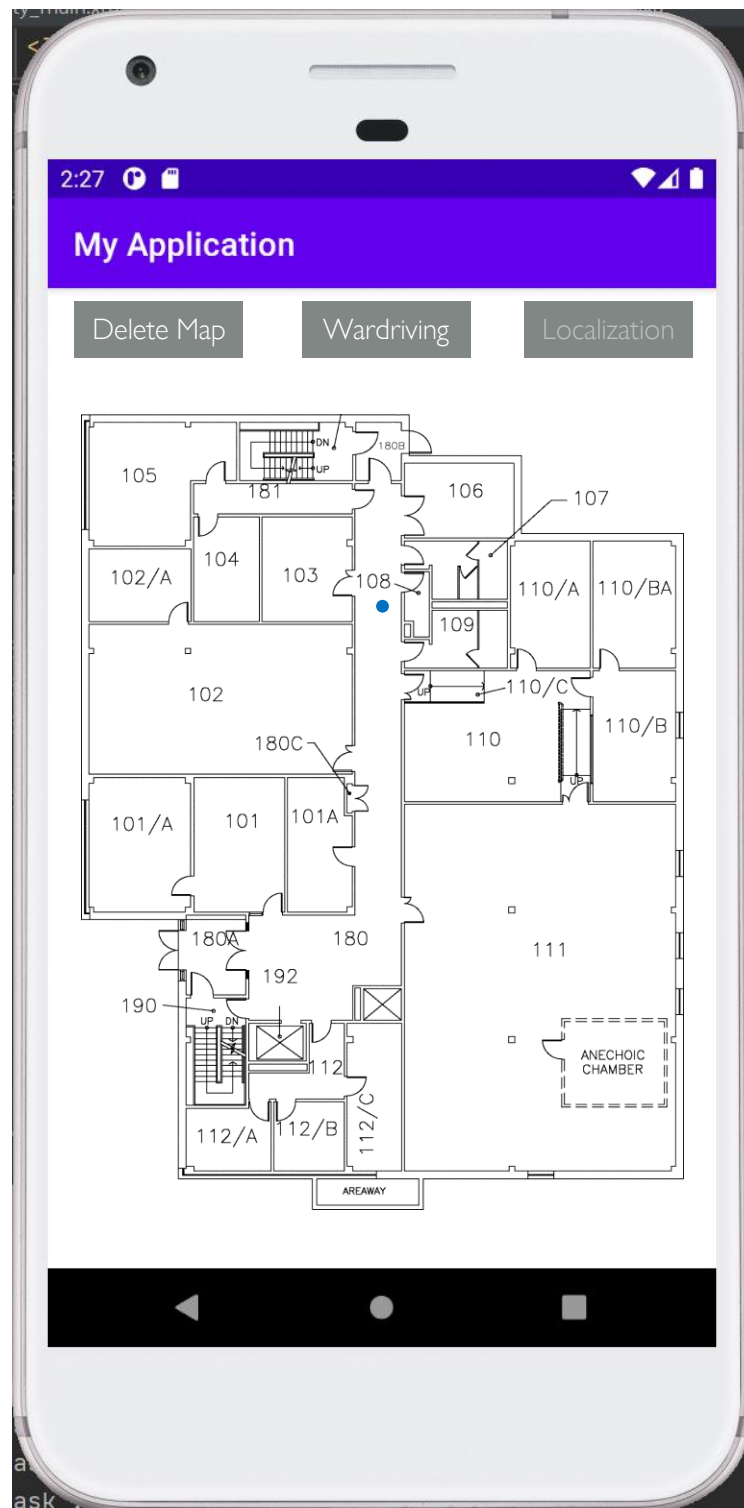 2:27
My Application
Delete Map
Wardriving
Localization
DN
180B
105
UP
181
106
107
104
103
102/A
108
110/A
110/BA
109
102
UP
110/C
110/B
180C
110
UP
101/A
101
101A
180A
180
111
192
190
UP
DN
112
ANECHOIC
CHAMBER
112/A
112/B
112/C
AREAWAY
ask